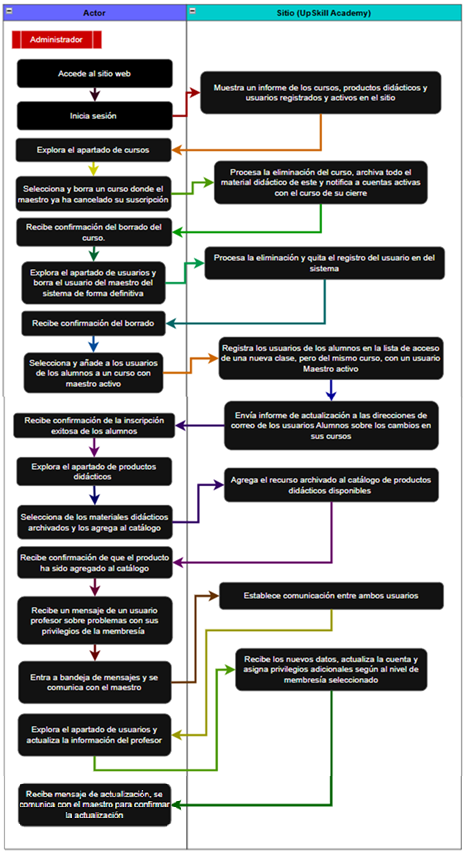 Actor
Sitio (UpSkill Academy)
Administrador
Accede al sitio web
Inicia sesión
Muestra un informe de los cursos, productos didácticos y
usuarios registrados y activos en el sitio
Explora el apartado de cursos
Selecciona y borra un curso donde el
maestro ya ha cancelado su suscripción
Procesa la eliminación del curso, archiva todo el
material didáctico de este y notifica a cuentas activas
con el curso de su cierre
Recibe confirmación del borrado del
curso.
Explora el apartado de usuarios y
borra el usuario del maestro del
sistema de forma definitiva
Procesa la eliminación y quita el registro del usuario en del
sistema
Recibe confirmación del borrado
Selecciona y añade a los usuarios
de los alumnos a un curso con
maestro activo
Registra los usuarios de los alumnos en la lista de acceso
de una nueva clase, pero del mismo curso, con un usuario
Maestro activo
Envía informe de actualización a las direcciones de
correo de los usuarios Alumnos sobre los cambios en
sus cursos
Recibe confirmación de la inscripción
exitosa de los alumnos
Explora el apartado de productos
didácticos
Selecciona de los materiales didácticos
archivados y los agrega al catálogo
Agrega el recurso archivado al catálogo de productos
didácticos disponibles
Recibe confirmación de que el producto
ha sido agregado al catálogo
Recibe un mensaje de un usuario
profesor sobre problemas con sus
privilegios de la membresía
Establece comunicación entre ambos usuarios
Entra a bandeja de mensajes y se
comunica con el maestro
Recibe los nuevos datos, actualiza la cuenta y
asigna privilegios adicionales según al nivel de
membresía seleccionado
Explora el apartado de usuarios y
actualiza la información del profesor
Recibe mensaje de actualización, se
comunica con el maestro para confirmar
la actualización